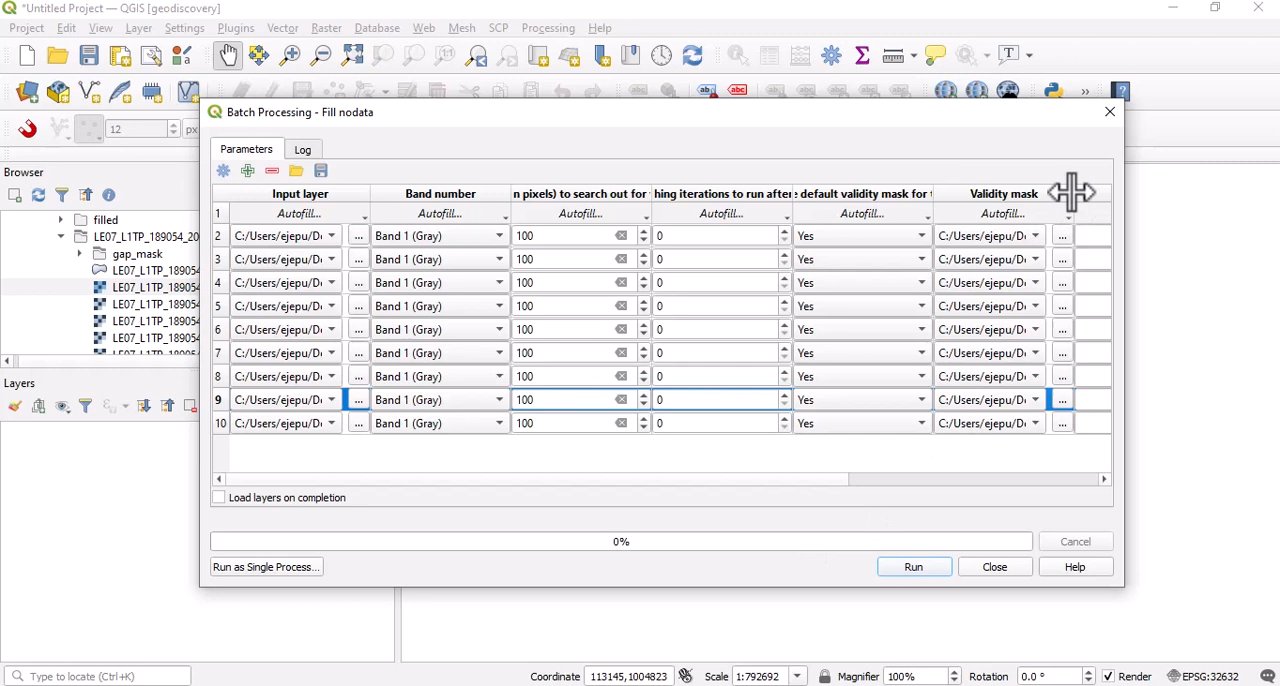 *Untitled Project — QGIS [geodiscovery]
Project Edit View Layer Settings Plugins Vector Raster Database Web Mesh SCP Processing Help
12 px
Batch Processing - Fill nodata
Parameters Log
Input layer Band number n pixels) to search out for hing iterations to run after e default validity mask for t Validity mask
1 Autofill... Autofill... Autofill... Autofill... Autofill... Autofill...
2 C:/Users/ejepu/D ... Band 1 (Gray) 100 0 Yes C:/Users/ejepu/D ...
3 C:/Users/ejepu/D ... Band 1 (Gray) 100 0 Yes C:/Users/ejepu/D ...
4 C:/Users/ejepu/D ... Band 1 (Gray) 100 0 Yes C:/Users/ejepu/D ...
5 C:/Users/ejepu/D ... Band 1 (Gray) 100 0 Yes C:/Users/ejepu/D ...
6 C:/Users/ejepu/D ... Band 1 (Gray) 100 0 Yes C:/Users/ejepu/D ...
7 C:/Users/ejepu/D ... Band 1 (Gray) 100 0 Yes C:/Users/ejepu/D ...
8 C:/Users/ejepu/D ... Band 1 (Gray) 100 0 Yes C:/Users/ejepu/D ...
9 C:/Users/ejepu/D ... Band 1 (Gray) 100 0 Yes C:/Users/ejepu/D ...
10 C:/Users/ejepu/D ... Band 1 (Gray) 100 0 Yes C:/Users/ejepu/D ...
Load layers on completion
0% Cancel
Run as Single Process... Run Close Help
Browser
filled
LE07_L1TP_189054_20
gap_mask
LE07_L1TP_189054
LE07_L1TP_189054
LE07_L1TP_189054
LE07_L1TP_189054
LE07_L1TP_189054
LE07_L1TP_189054
Layers
Type to locate (Ctrl+K) Coordinate 113145,1004823 Scale 1:792692 Magnifier 100% Rotation 0.0 ° Render EPSG:32632